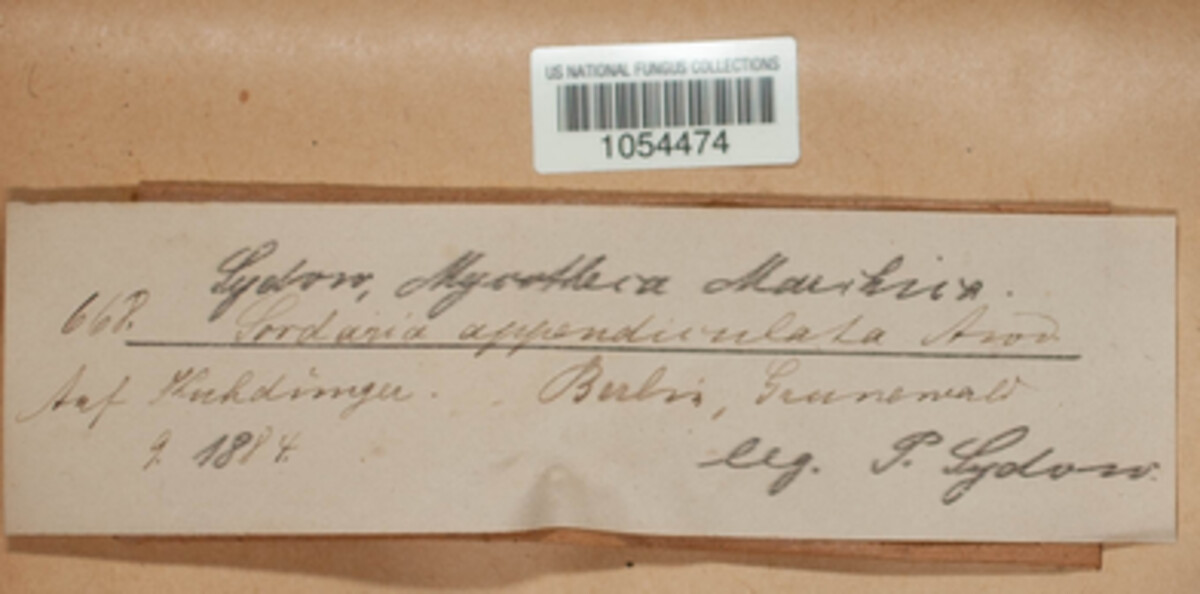 US NATIONAL FUNGUS COLLECTIONS
1054474
Sydow, Mycotheca Marchica.
668. Sordaria appendiculata Awd.
Auf Kuhdünger. Berlin, Grunewald
9. 1884.
leg. P. Sydow.